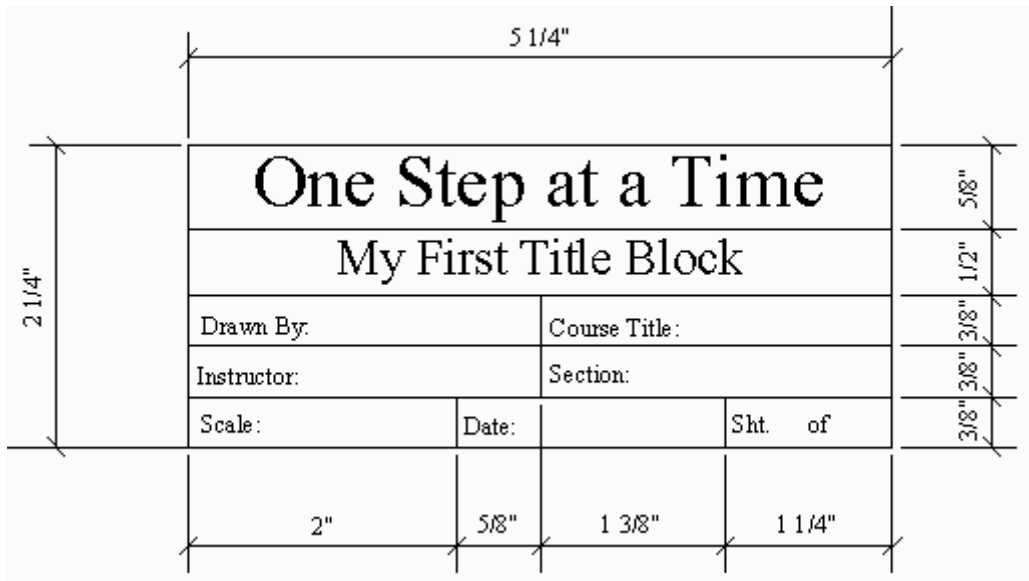 5 1/4"
One Step at a Time
5/8"
My First Title Block
1/2"
2 1/4"
Drawn By: Course Title:
3/8"
Instructor: Section:
3/8"
Scale: Date: Sht. of
3/8"
2" 5/8" 1 3/8" 1 1/4"